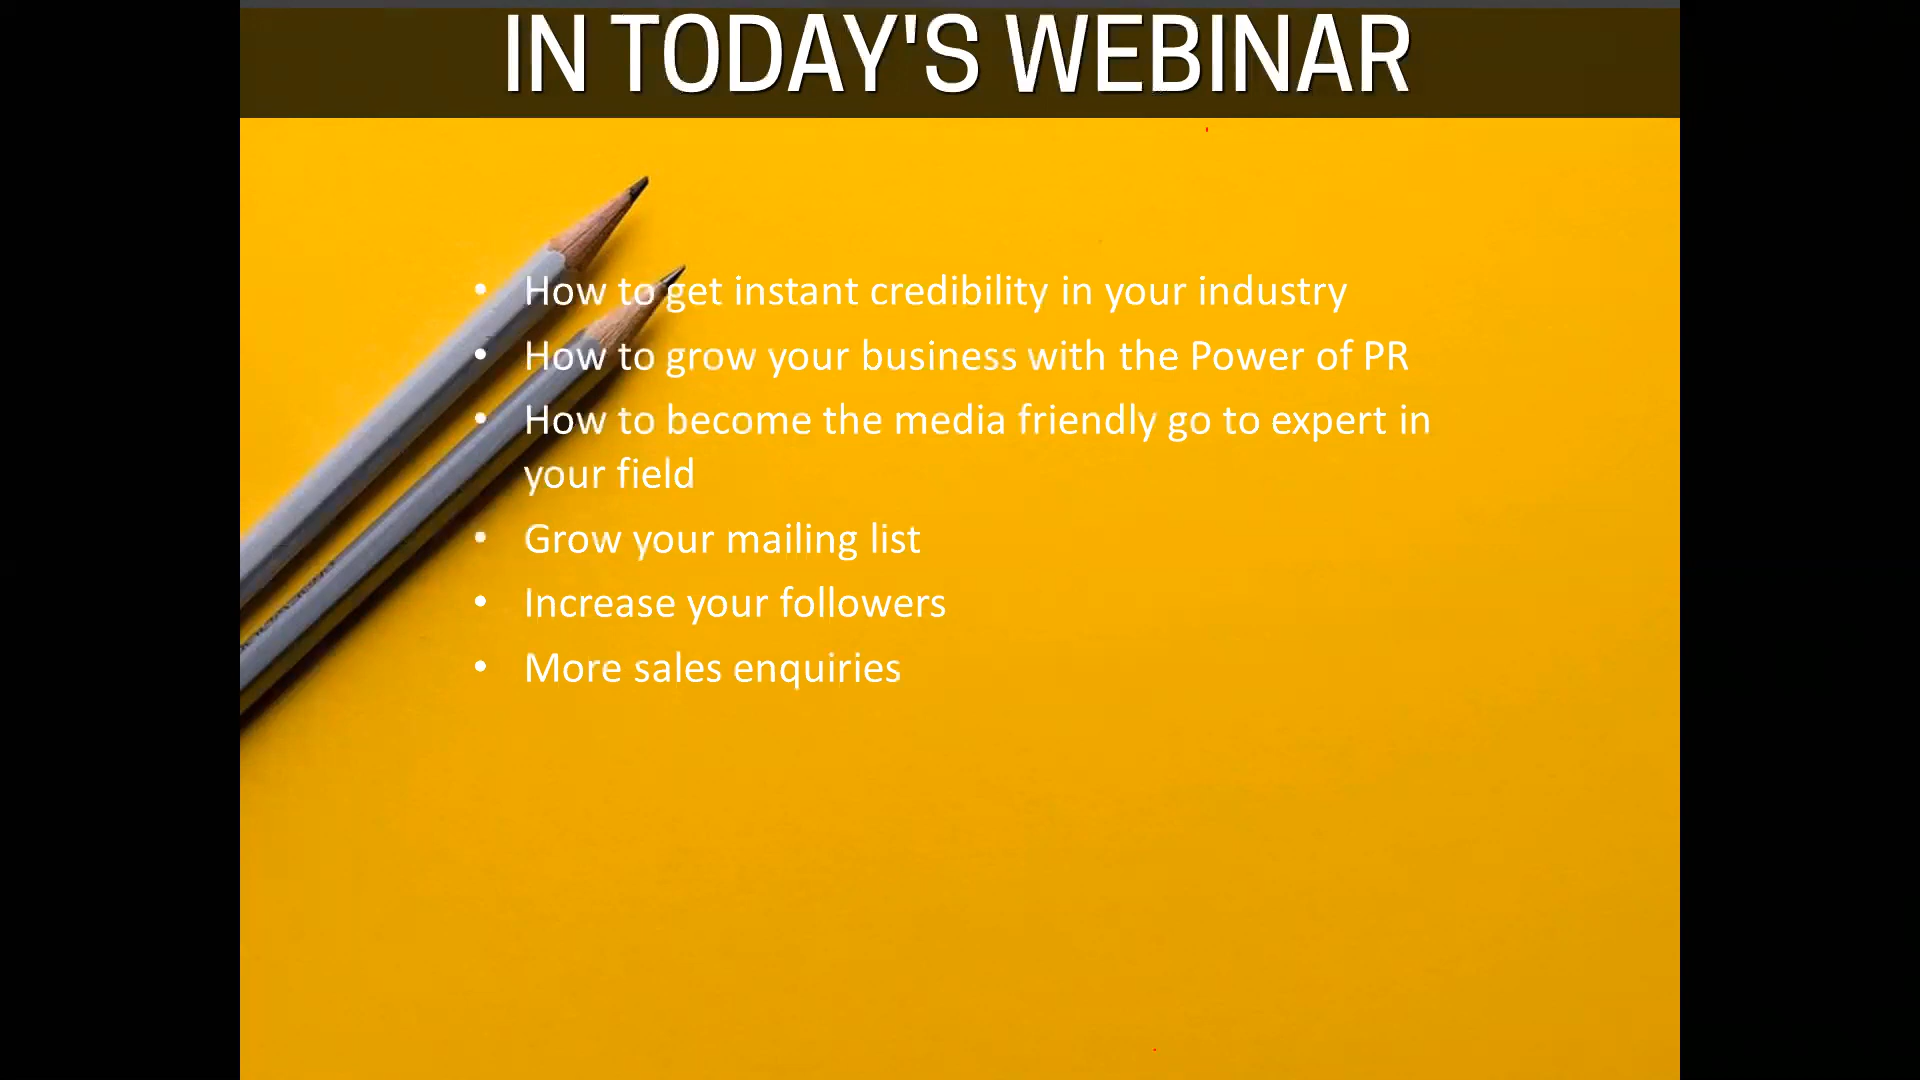 IN TODAY'S WEBINAR
• How to get instant credibility in your industry
• How to grow your business with the Power of PR
• How to become the media friendly go to expert in
your field
• Grow your mailing list
• Increase your followers
• More sales enquiries